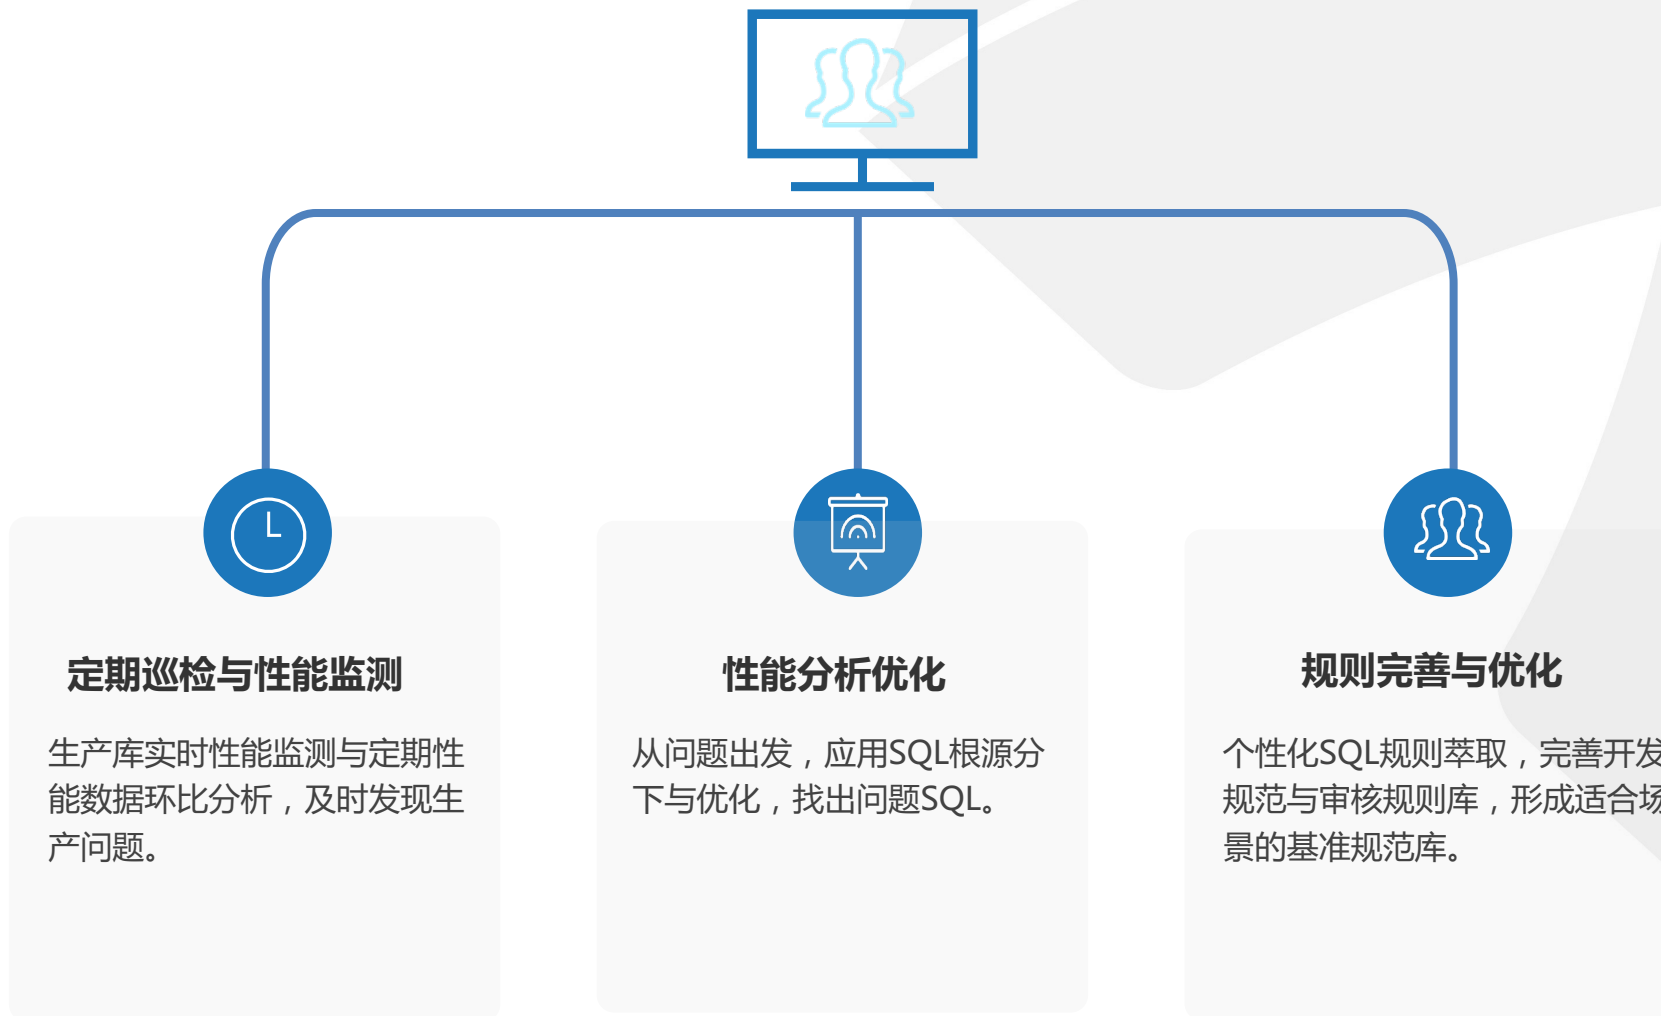 定期巡检与性能监测
生产库实时性能监测与定期性
能数据环比分析，及时发现生
产问题。
性能分析优化
从问题出发，应用SQL根源分
下与优化，找出问题SQL。
规则完善与优化
个性化SQL规则萃取，完善开发
规范与审核规则库，形成适合场
景的基准规范库。